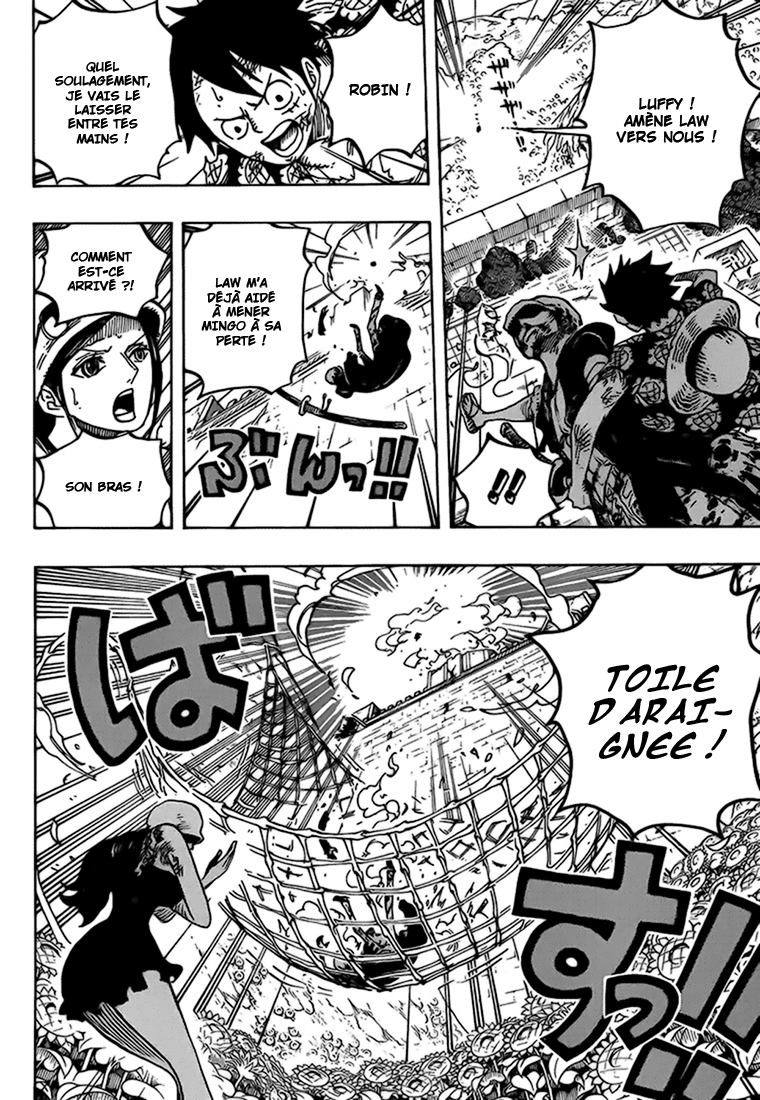 LUFFY !
AMÈNE LAW
VERS NOUS !
!!
ROBIN !
QUEL
SOULAGEMENT,
JE VAIS LE
LAISSER
ENTRE TES
MAINS !
LAW M'A
DÉJÀ AIDÉ
À MENER
MINGO À SA
PERTE !
ぶんっ!!
COMMENT
EST-CE
ARRIVÉ ?!
SON BRAS !
TOILE
D'ARAI-
GNEE !
ば
すっ!!